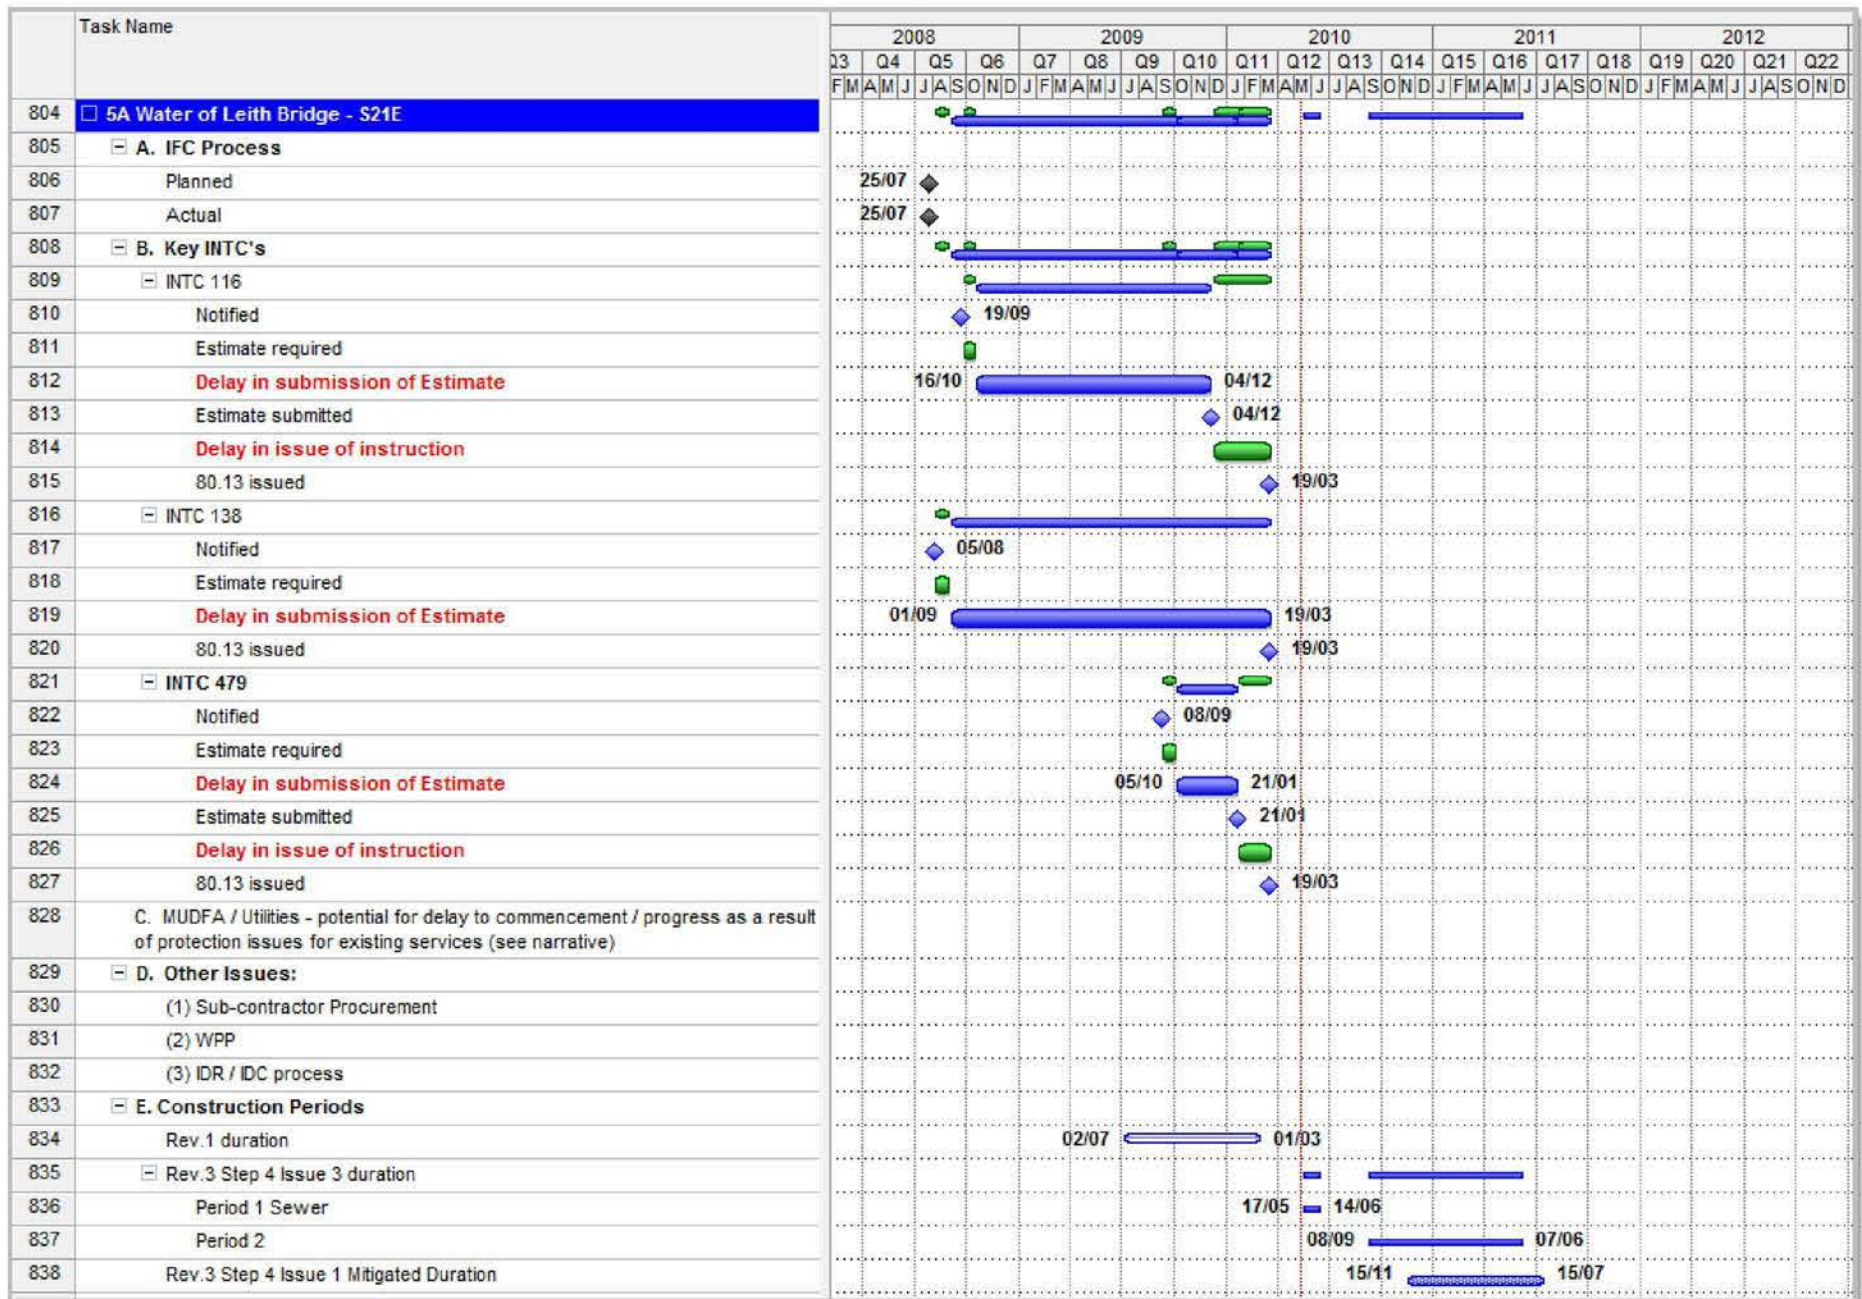 Task Name
2008 2009 2010 2011 2012
Q3 Q4 Q5 Q6 Q7 Q8 Q9 Q10 Q11 Q12 Q13 Q14 Q15 Q16 Q17 Q18 Q19 Q20 Q21 Q22
F M A M J J A S O N D J F M A M J J A S O N D J F M A M J J A S O N D J F M A M J J A S O N D J F M A M J J A S O N D
804 5A Water of Leith Bridge - S21E
805 A. IFC Process
806 Planned 25/07
807 Actual 25/07
808 B. Key INTC's
809 INTC 116
810 Notified 19/09
811 Estimate required
812 Delay in submission of Estimate 16/10 04/12
813 Estimate submitted 04/12
814 Delay in issue of instruction
815 80.13 issued 19/03
816 INTC 138
817 Notified 05/08
818 Estimate required
819 Delay in submission of Estimate 01/09 19/03
820 80.13 issued 19/03
821 INTC 479
822 Notified 08/09
823 Estimate required
824 Delay in submission of Estimate 05/10 21/01
825 Estimate submitted 21/01
826 Delay in issue of instruction
827 80.13 issued 19/03
828 C. MUDFA / Utilities - potential for delay to commencement / progress as a result
of protection issues for existing services (see narrative)
829 D. Other Issues:
830 (1) Sub-contractor Procurement
831 (2) WPP
832 (3) IDR / IDC process
833 E. Construction Periods
834 Rev.1 duration 02/07 01/03
835 Rev.3 Step 4 Issue 3 duration
836 Period 1 Sewer 17/05 14/06
837 Period 2 08/09 07/06
838 Rev.3 Step 4 Issue 1 Mitigated Duration 15/11 15/07